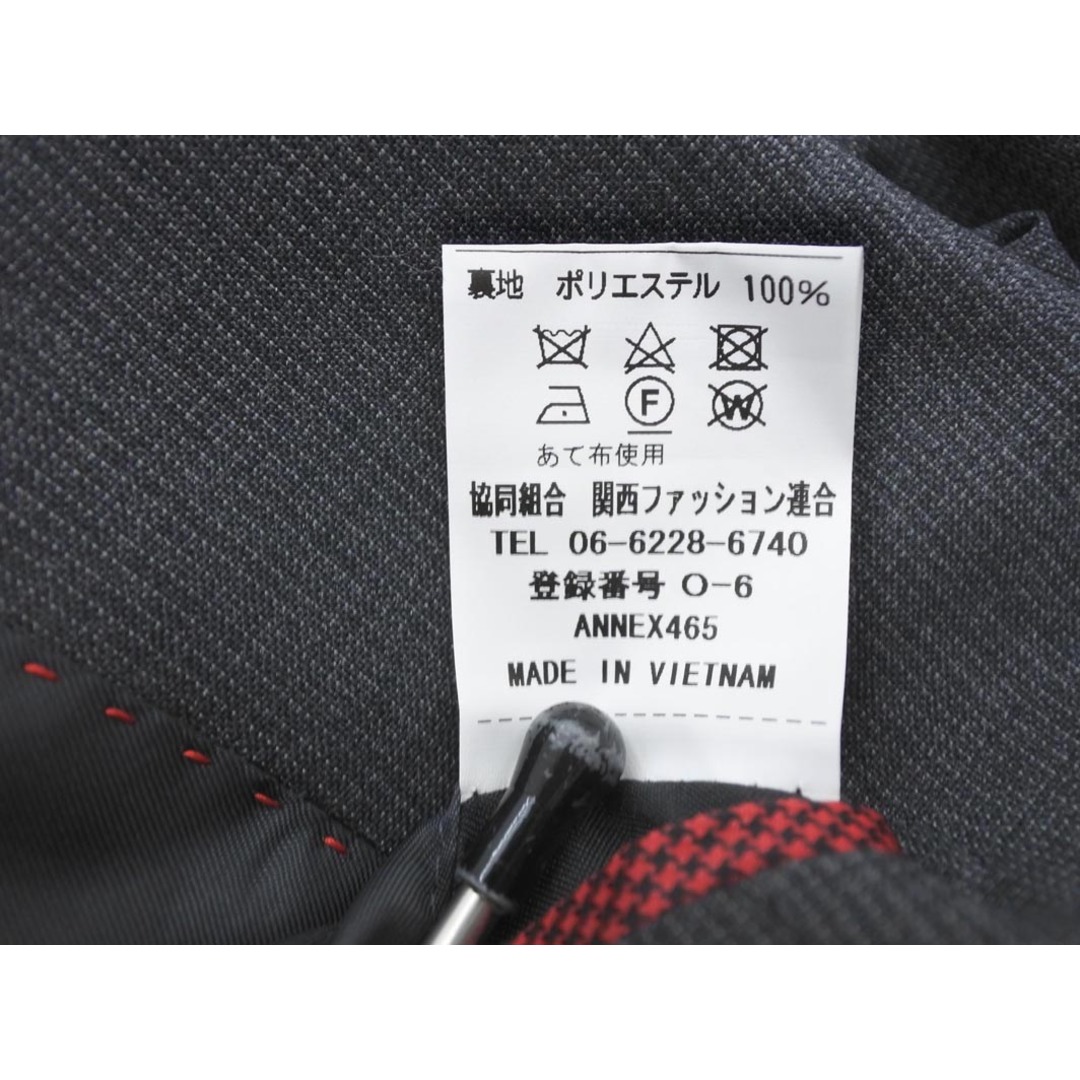 裏地 ポリエステル 100%
F W
あて布使用
協同組合 関西ファッション連合
TEL 06-6228-6740
登録番号 O-6
ANNEX465
MADE IN VIETNAM